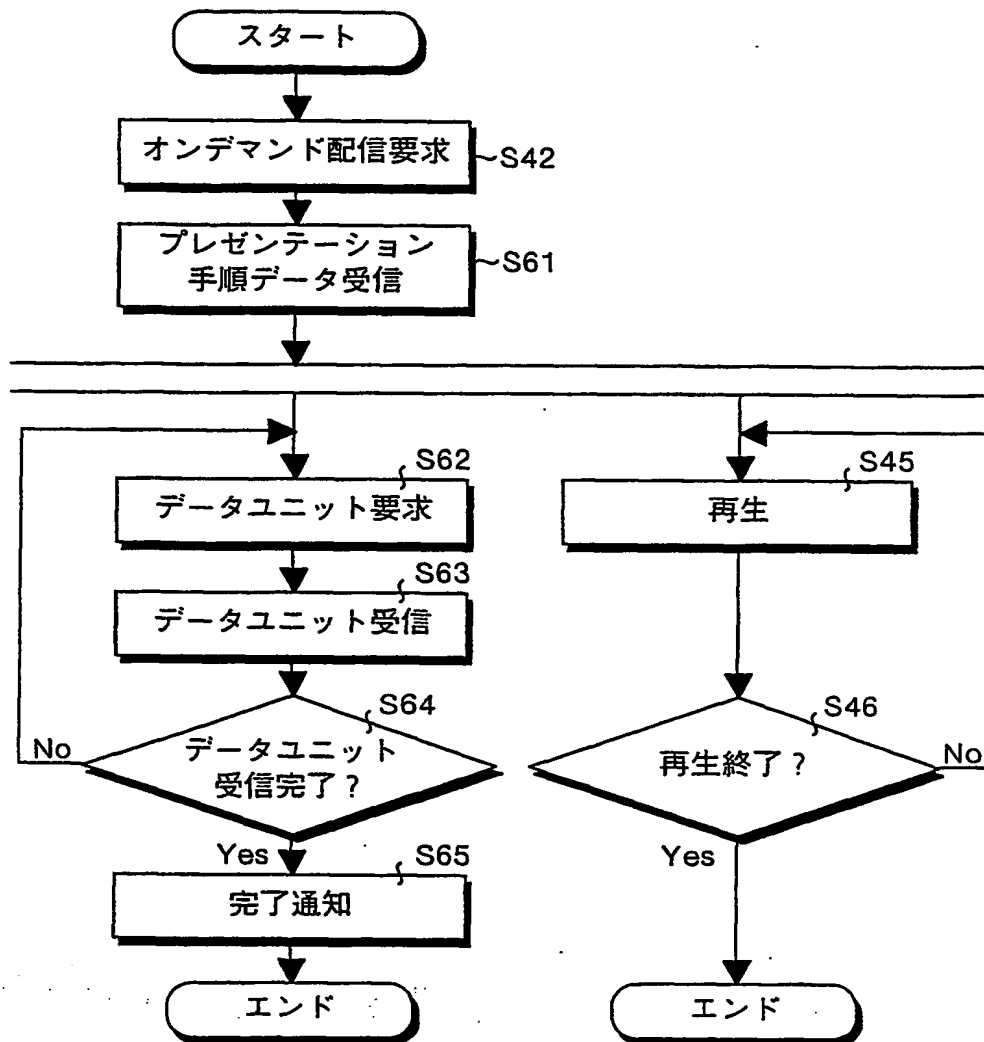 スタート
オンデマンド配信要求
~S42
プレゼンテーション
手順データ受信
~S61
S62
データユニット要求
S63
データユニット受信
S64
データユニット
受信完了?
No
Yes
S65
完了通知
エンド
S45
再生
S46
再生終了?
No
Yes
エンド